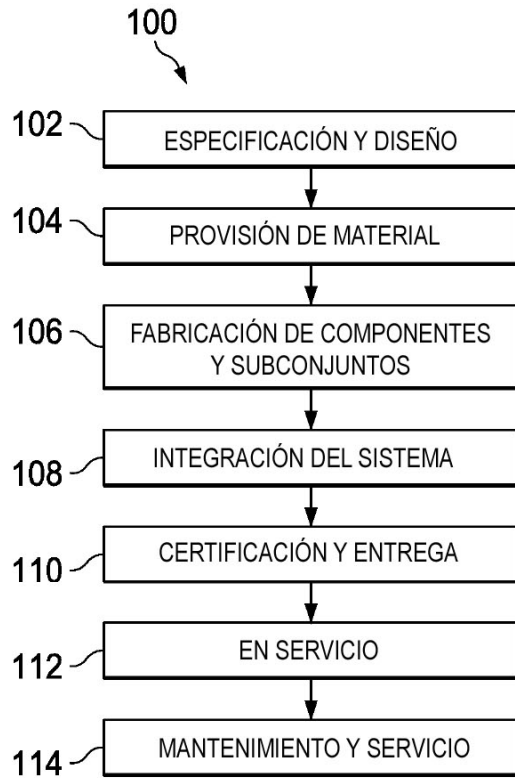 100
102
ESPECIFICACIÓN Y DISEÑO
104
PROVISIÓN DE MATERIAL
106
FABRICACIÓN DE COMPONENTES
Y SUBCONJUNTOS
108
INTEGRACIÓN DEL SISTEMA
110
CERTIFICACIÓN Y ENTREGA
112
EN SERVICIO
114
MANTENIMIENTO Y SERVICIO